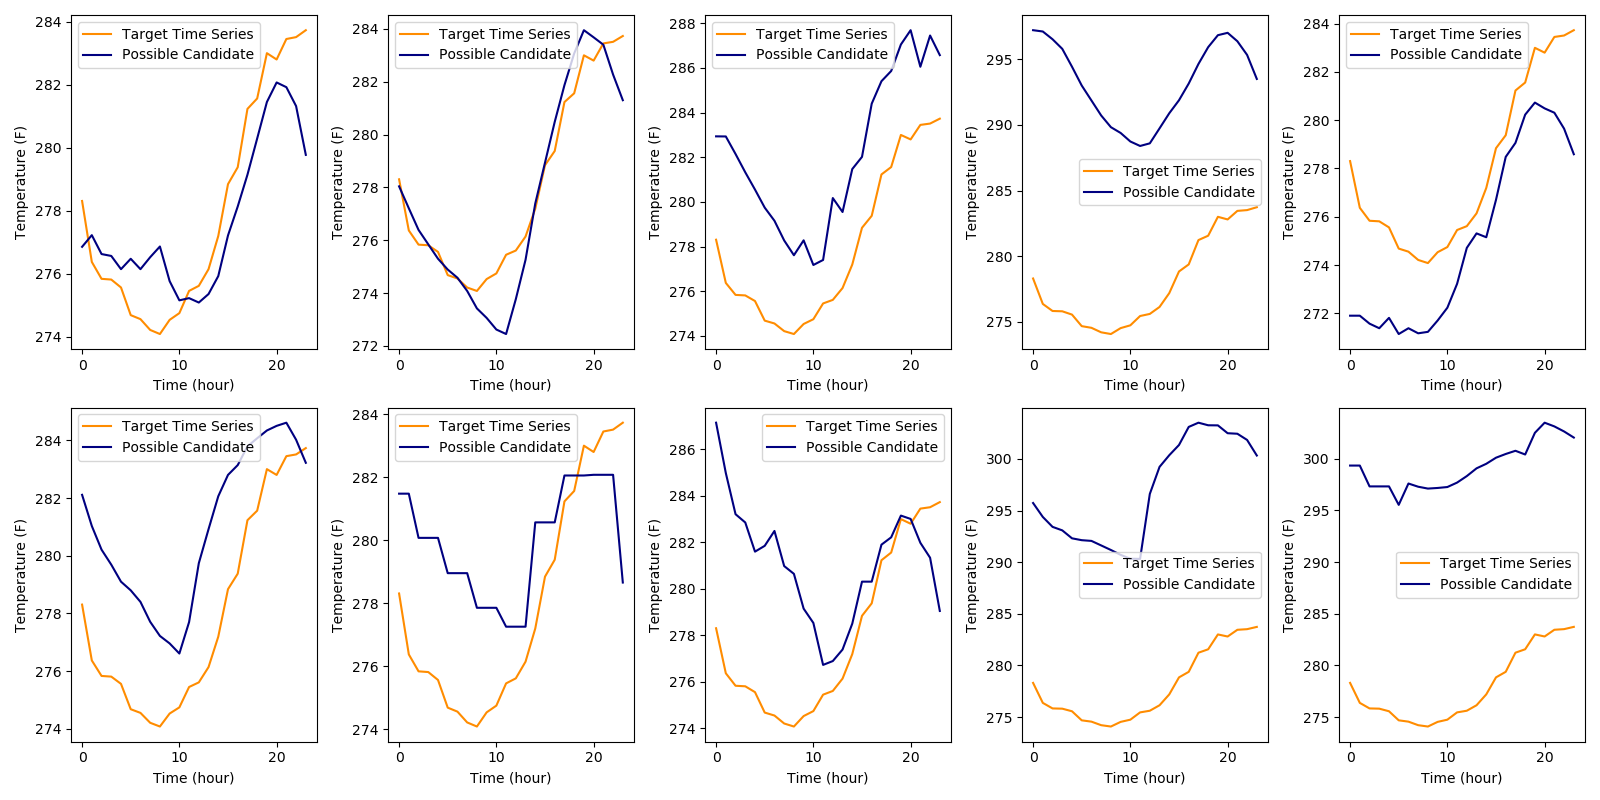 284
282
280
278
276
274
0
10
20
Temperature (F)
Time (hour)
Target Time Series
Possible Candidate
284
282
280
278
276
274
272
0
10
20
Temperature (F)
Time (hour)
Target Time Series
Possible Candidate
288
286
284
282
280
278
276
274
0
10
20
Temperature (F)
Time (hour)
Target Time Series
Possible Candidate
295
290
285
280
275
0
10
20
Temperature (F)
Time (hour)
Target Time Series
Possible Candidate
284
282
280
278
276
274
272
0
10
20
Temperature (F)
Time (hour)
Target Time Series
Possible Candidate
284
282
280
278
276
274
0
10
20
Temperature (F)
Time (hour)
Target Time Series
Possible Candidate
284
282
280
278
276
274
0
10
20
Temperature (F)
Time (hour)
Target Time Series
Possible Candidate
286
284
282
280
278
276
274
0
10
20
Temperature (F)
Time (hour)
Target Time Series
Possible Candidate
300
295
290
285
280
275
0
10
20
Temperature (F)
Time (hour)
Target Time Series
Possible Candidate
300
295
290
285
280
275
0
10
20
Temperature (F)
Time (hour)
Target Time Series
Possible Candidate